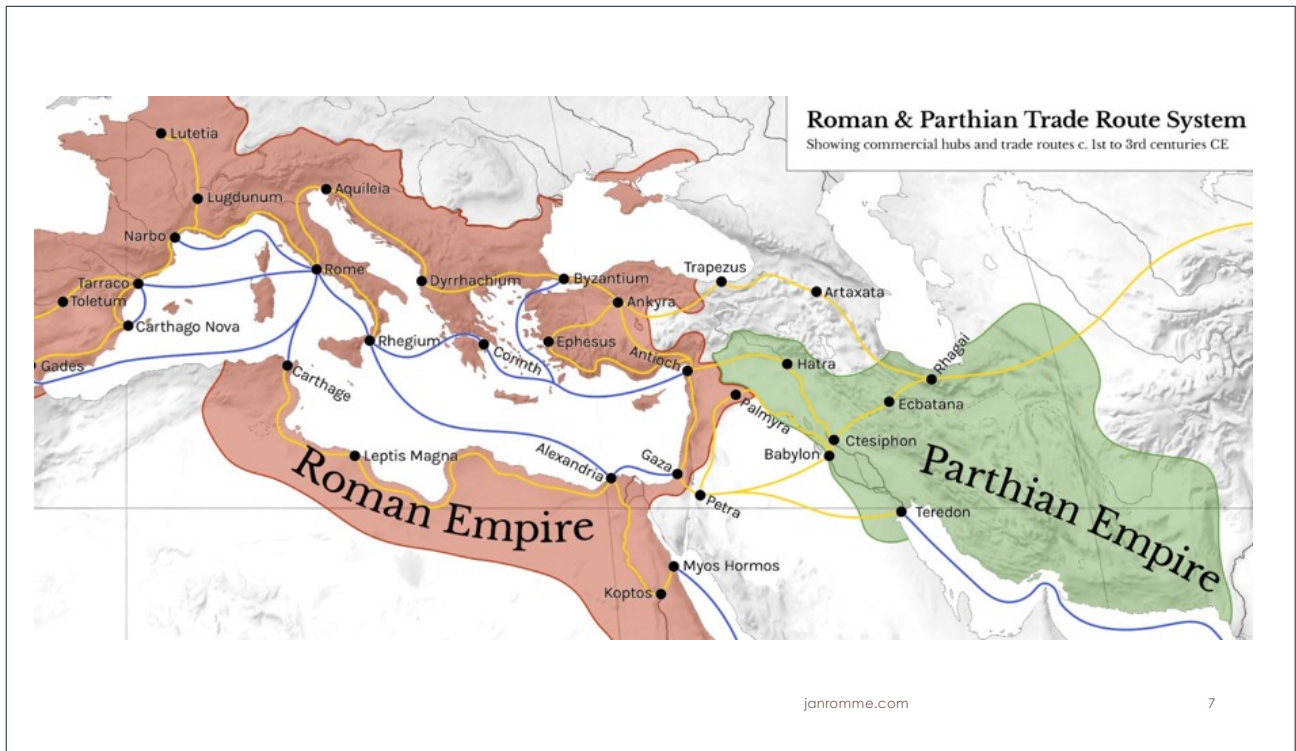 Roman & Parthian Trade Route System
Showing commercial hubs and trade routes c. 1st to 3rd centuries CE
Lutetia
Lugdunum
Aquileia
Narbo
Rome
Tarraco
Toletum
Carthago Nova
Gades
Dyrrhachium
Byzantium
Trapezus
Ankyra
Artaxata
Rhegium
Corinth
Ephesus
Antioch
Hatra
Rhagai
Carthage
Palmyra
Ecbatana
Ctesiphon
Babylon
Leptis Magna
Alexandria
Gaza
Petra
Teredon
Roman Empire
Parthian Empire
Myos Hormos
Koptos
janromme.com
7